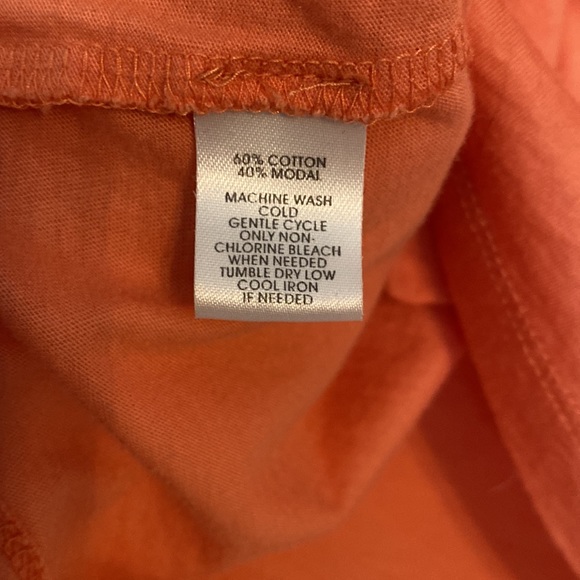 60% COTTON
40% MODAL
MACHINE WASH
COLD
GENTLE CYCLE
ONLY NON-
CHLORINE BLEACH
WHEN NEEDED
TUMBLE DRY LOW
COOL IRON
IF NEEDED